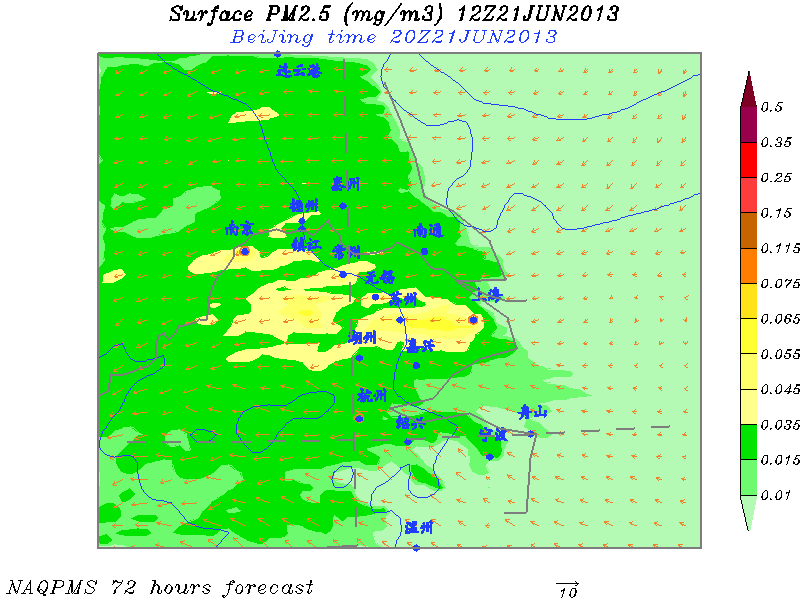 Surface PM2.5 (mg/m3) 12Z21JUN2013
BeiJing time 20Z21JUN2013
连云港
0.5
0.35
0.25
泰州
0.15
扬州
南京
南通
镇江
常州
0.115
无锡
0.075
苏州
上海
0.065
湖州
嘉兴
0.055
0.045
杭州
舟山
绍兴
0.035
宁波
0.015
0.01
温州
NAQPMS 72 hours forecast
10